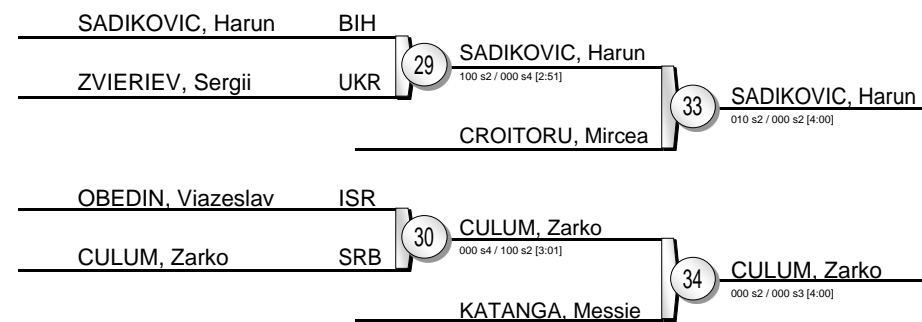 SADIKOVIC, Harun BIH
29
SADIKOVIC, Harun
100 s2 / 000 s4 [2:51]
ZVIERIEV, Sergii UKR
33
SADIKOVIC, Harun
010 s2 / 000 s2 [4:00]
CROITORU, Mircea
OBEDIN, Viazeslav ISR
30
CULUM, Zarko
000 s4 / 100 s2 [3:01]
CULUM, Zarko SRB
34
CULUM, Zarko
000 s2 / 000 s3 [4:00]
KATANGA, Messie